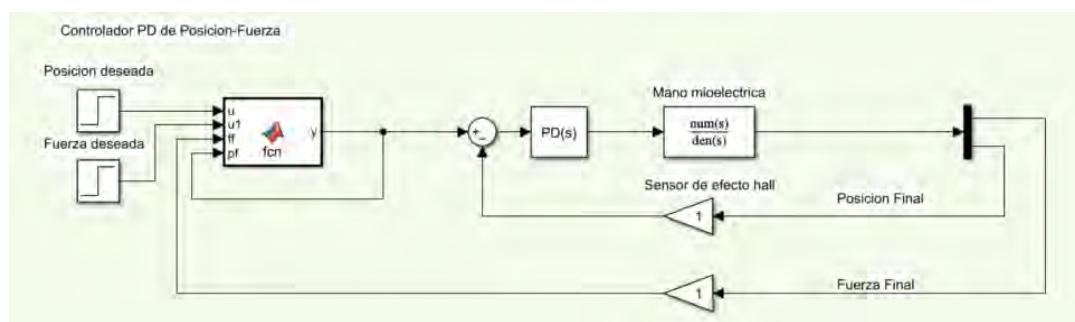 Controlador PD de Posicion-Fuerza
Posicion deseada
Fuerza deseada
u
u1
ff
pf
y
fcn
+
-
PD(s)
Mano mioelectrica
num(s)
den(s)
Sensor de efecto hall
1
Posicion Final
1
Fuerza Final